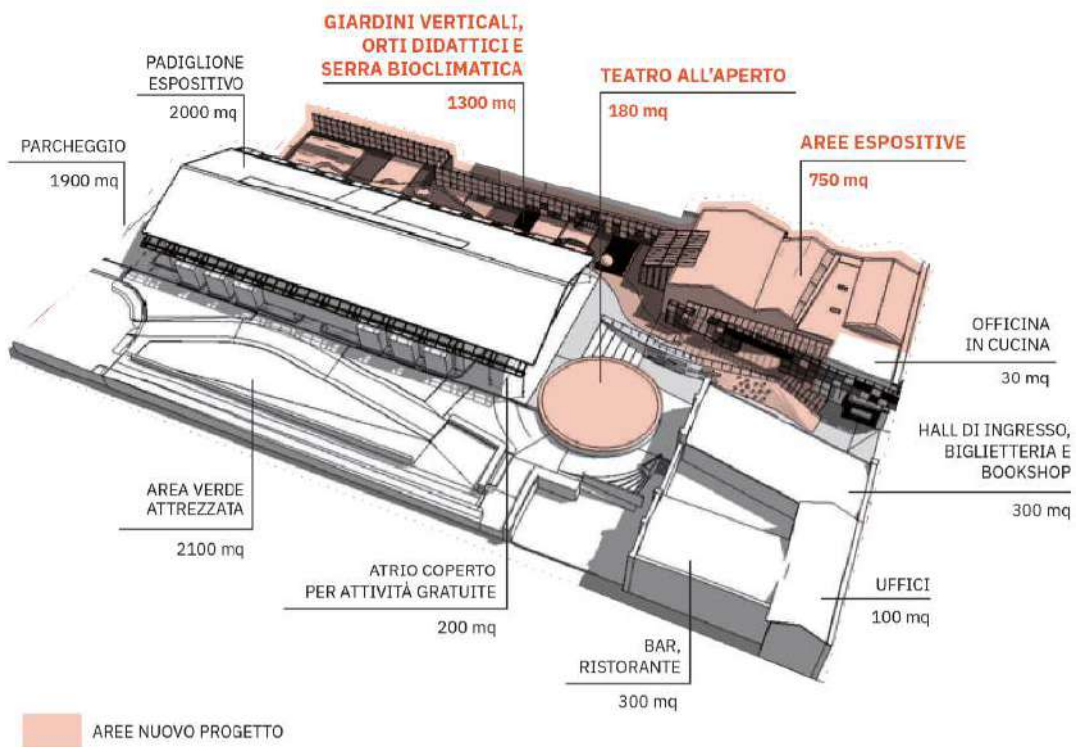 GIARDINI VERTICALI,
ORTI DIDATTICI E
SERRA BIOCLIMATICA
1300 mq
PADIGLIONE
ESPOSITIVO
2000 mq
TEATRO ALL'APERTO
180 mq
PARCHEGGIO
1900 mq
AREE ESPOSITIVE
750 mq
OFFICINA
IN CUCINA
30 mq
HALL DI INGRESSO,
BIGLIETTERIA E
BOOKSHOP
300 mq
AREA VERDE
ATTREZZATA
2100 mq
ATRIO COPERTO
PER ATTIVITÀ GRATUITE
200 mq
UFFICI
100 mq
BAR,
RISTORANTE
300 mq
AREE NUOVO PROGETTO